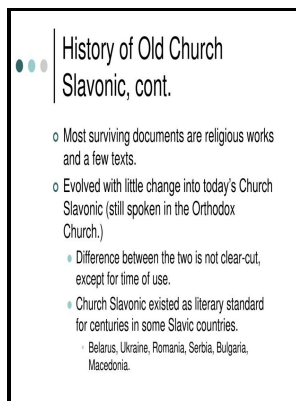 History of Old Church
Slavonic, cont.
Most surviving documents are religious works
and a few texts.
Evolved with little change into today's Church
Slavonic (still spoken in the Orthodox
Church.)
Difference between the two is not clear-cut,
except for time of use.
Church Slavonic existed as literary standard
for centuries in some Slavic countries.
Belarus, Ukraine, Romania, Serbia, Bulgaria,
Macedonia.